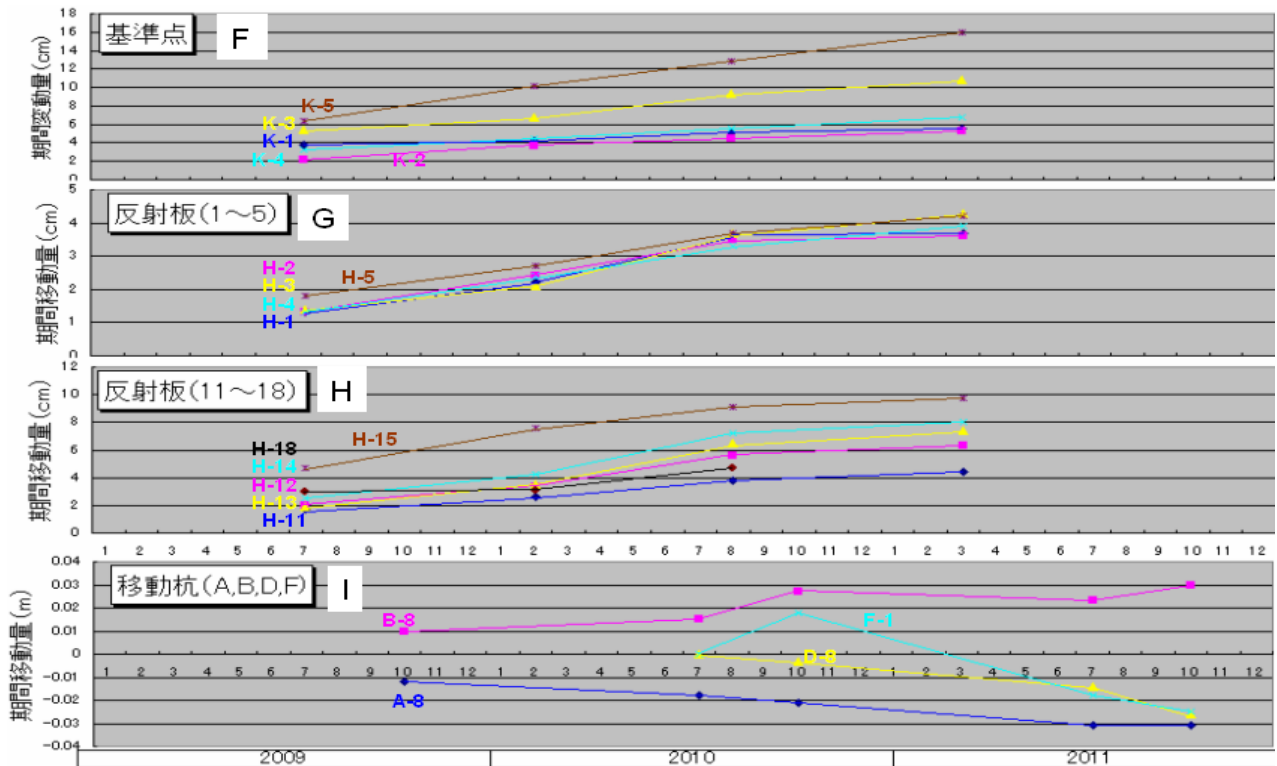 期間変動量(cm)
18
16
14
12
10
8
6
4
2
0
基準点
F
K-5
K-3
K-1
K-4
K-2
期間移動量(cm)
5
4
3
2
1
0
反射板(1～5)
G
H-2
H-3
H-4
H-1
H-5
期間移動量(cm)
12
10
8
6
4
2
0
反射板(11～18)
H
H-15
H-18
H-14
H-12
H-13
H-11
1 2 3 4 5 6 7 8 9 10 11 12 1 2 3 4 5 6 7 8 9 10 11 12 1 2 3 4 5 6 7 8 9 10 11 12
期間移動量(m)
0.04
0.03
0.02
0.01
0
-0.01
-0.02
-0.03
-0.04
移動杭(A,B,D,F)
I
B-8
F-1
D-8
A-8
1 2 3 4 5 6 7 8 9 10 11 12 1 2 3 4 5 6 7 8 9 10 11 12 1 2 3 4 5 6 7 8 9 10 11 12
2009 2010 2011